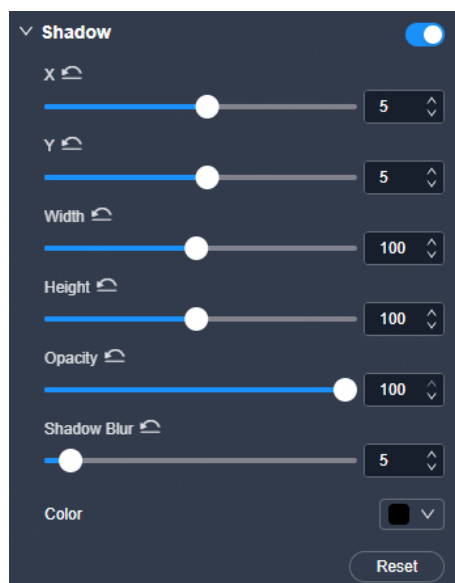 Shadow
X
5
Y
5
Width
100
Height
100
Opacity
100
Shadow Blur
5
Color
Reset